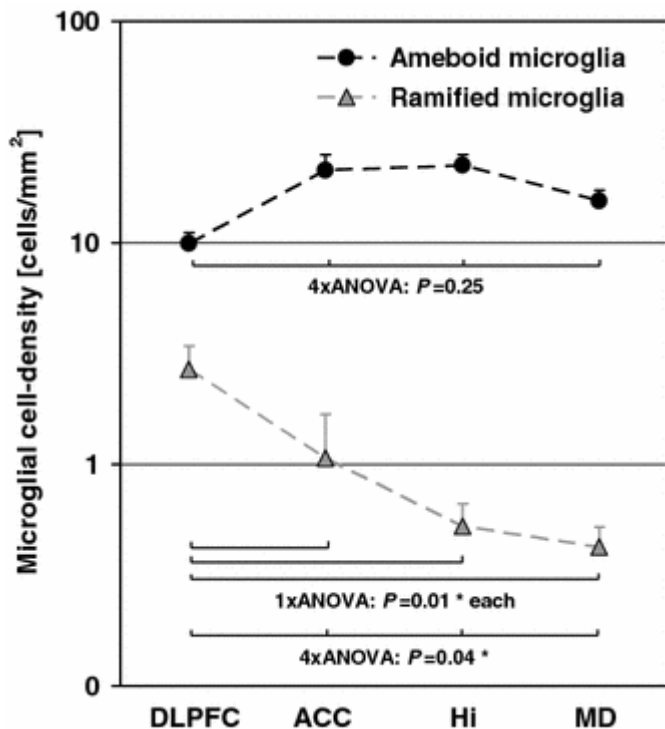 100
Ameboid microglia
Ramified microglia
Microglial cell-density [cells/mm²]
10
4xANOVA: P=0.25
1
1xANOVA: P=0.01 * each
4xANOVA: P=0.04 *
0
DLPFC ACC Hi MD